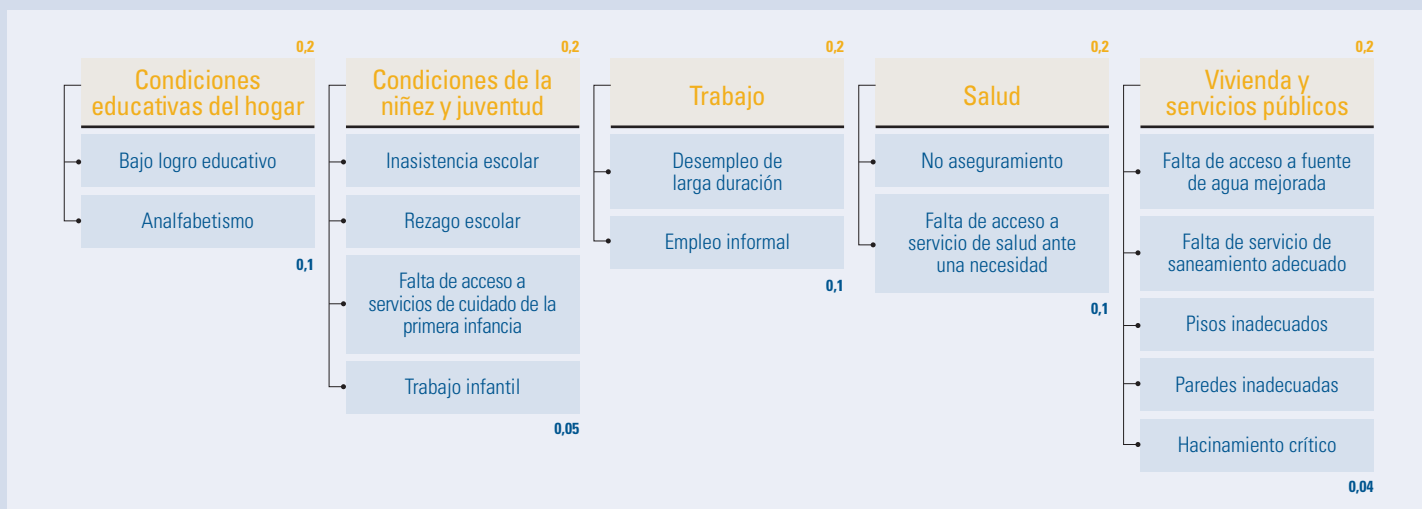 0,2
Condiciones
educativas del hogar
Bajo logro educativo
Analfabetismo
0,1
0,2
Condiciones de la
niñez y juventud
Inasistencia escolar
Rezago escolar
Falta de acceso a
servicios de cuidado de la
primera infancia
Trabajo infantil
0,05
0,2
Trabajo
Desempleo de
larga duración
Empleo informal
0,1
0,2
Salud
No aseguramiento
Falta de acceso a
servicio de salud ante
una necesidad
0,1
0,2
Vivienda y
servicios públicos
Falta de acceso a fuente
de agua mejorada
Falta de servicio de
saneamiento adecuado
Pisos inadecuados
Paredes inadecuadas
Hacinamiento crítico
0,04